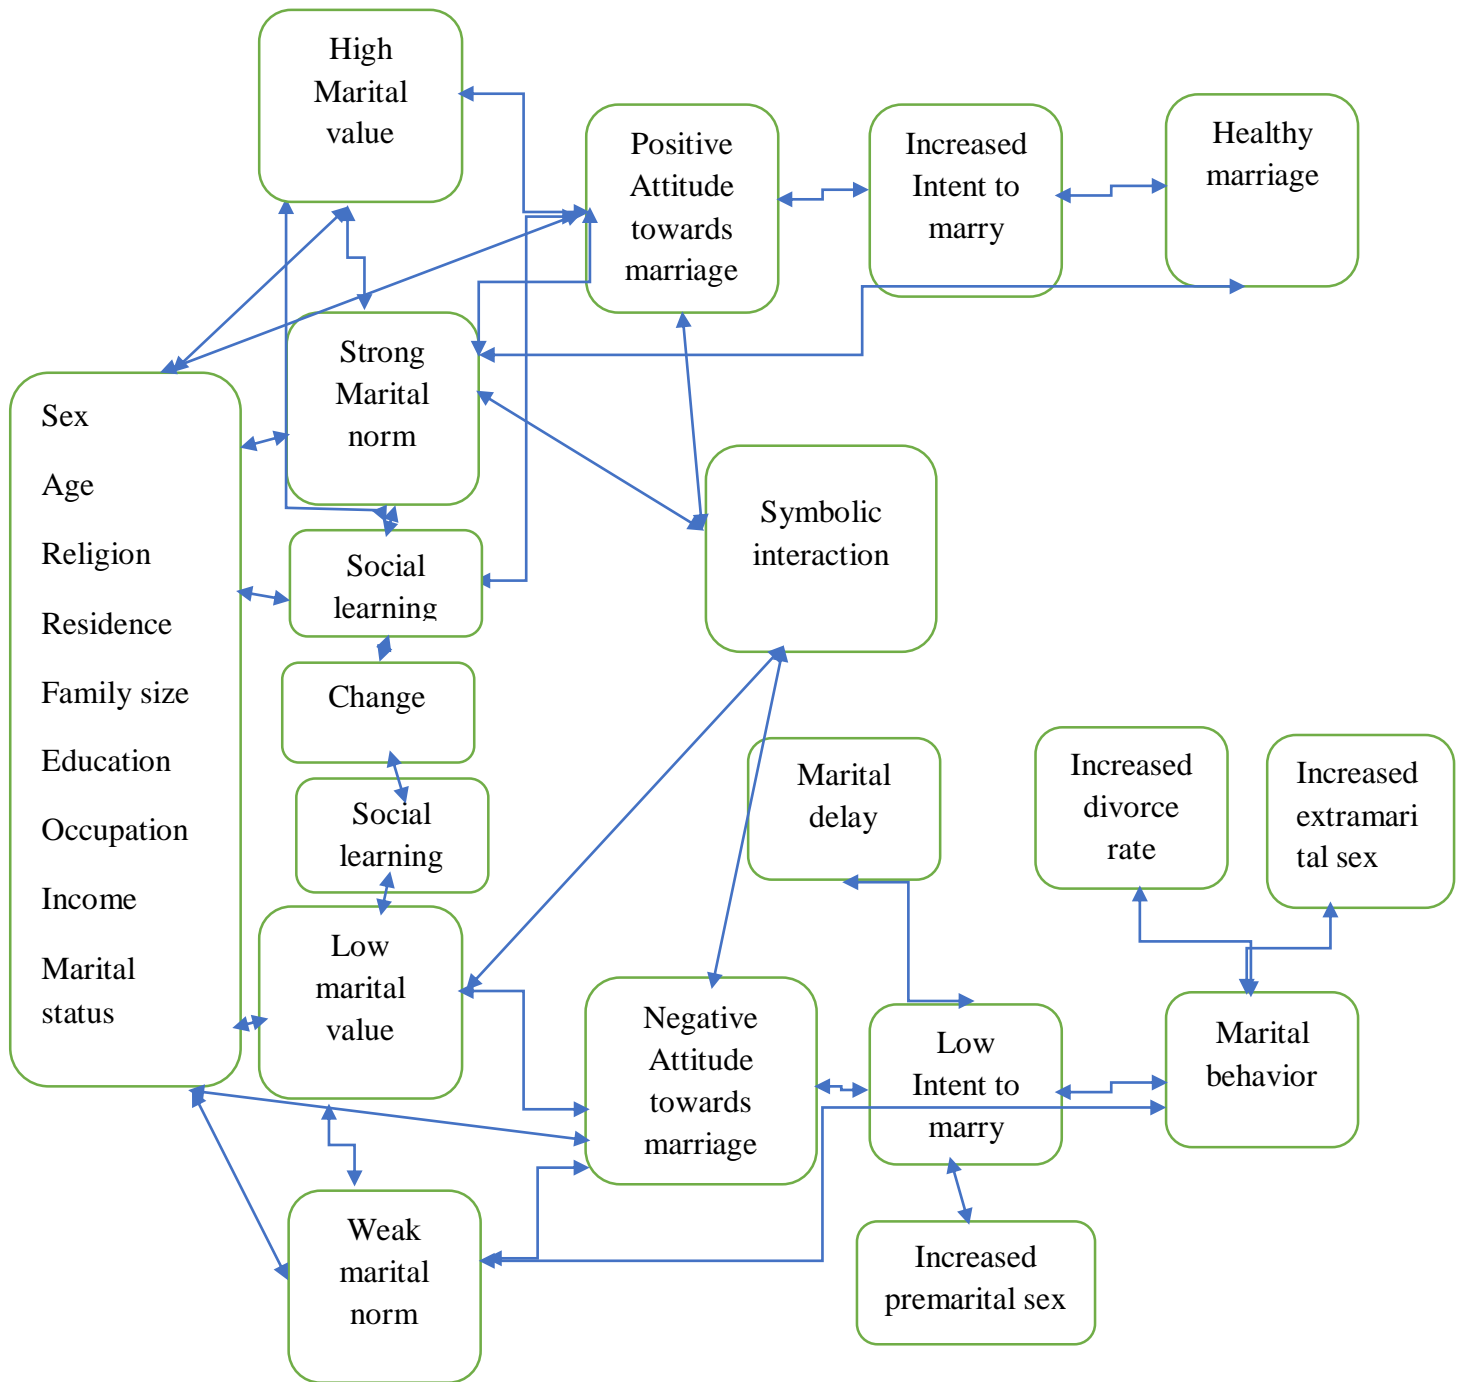 High
Marital
value
Positive
Attitude
towards
marriage
Increased
Intent to
marry
Healthy
marriage
Strong
Marital
norm
Sex
Age
Religion
Residence
Family size
Education
Occupation
Income
Marital
status
Social
learning
Symbolic
interaction
Change
Social
learning
Marital
delay
Increased
divorce
rate
Increased
extramari
tal sex
Low
marital
value
Negative
Attitude
towards
marriage
Low
Intent to
marry
Marital
behavior
Weak
marital
norm
Increased
premarital sex